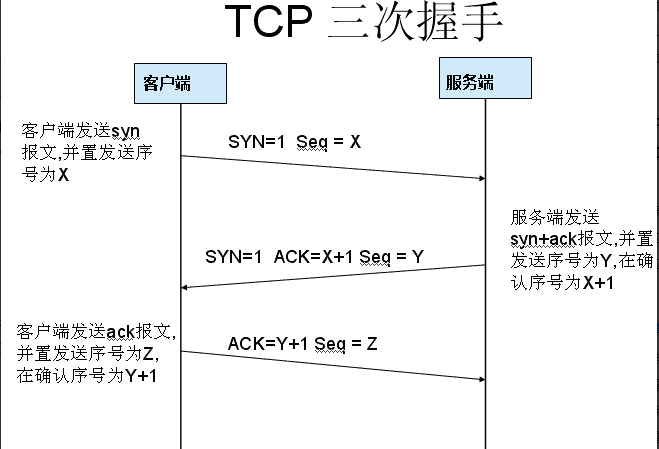 TCP 三次握手
客户端
服务端
客户端发送syn
报文,并置发送序
号为X
SYN=1 Seq = X
服务端发送
syn+ack报文,并置
发送序号为Y,在确
认序号为X+1
SYN=1 ACK=X+1 Seq = Y
客户端发送ack报文,
并置发送序号为Z,
在确认序号为Y+1
ACK=Y+1 Seq = Z